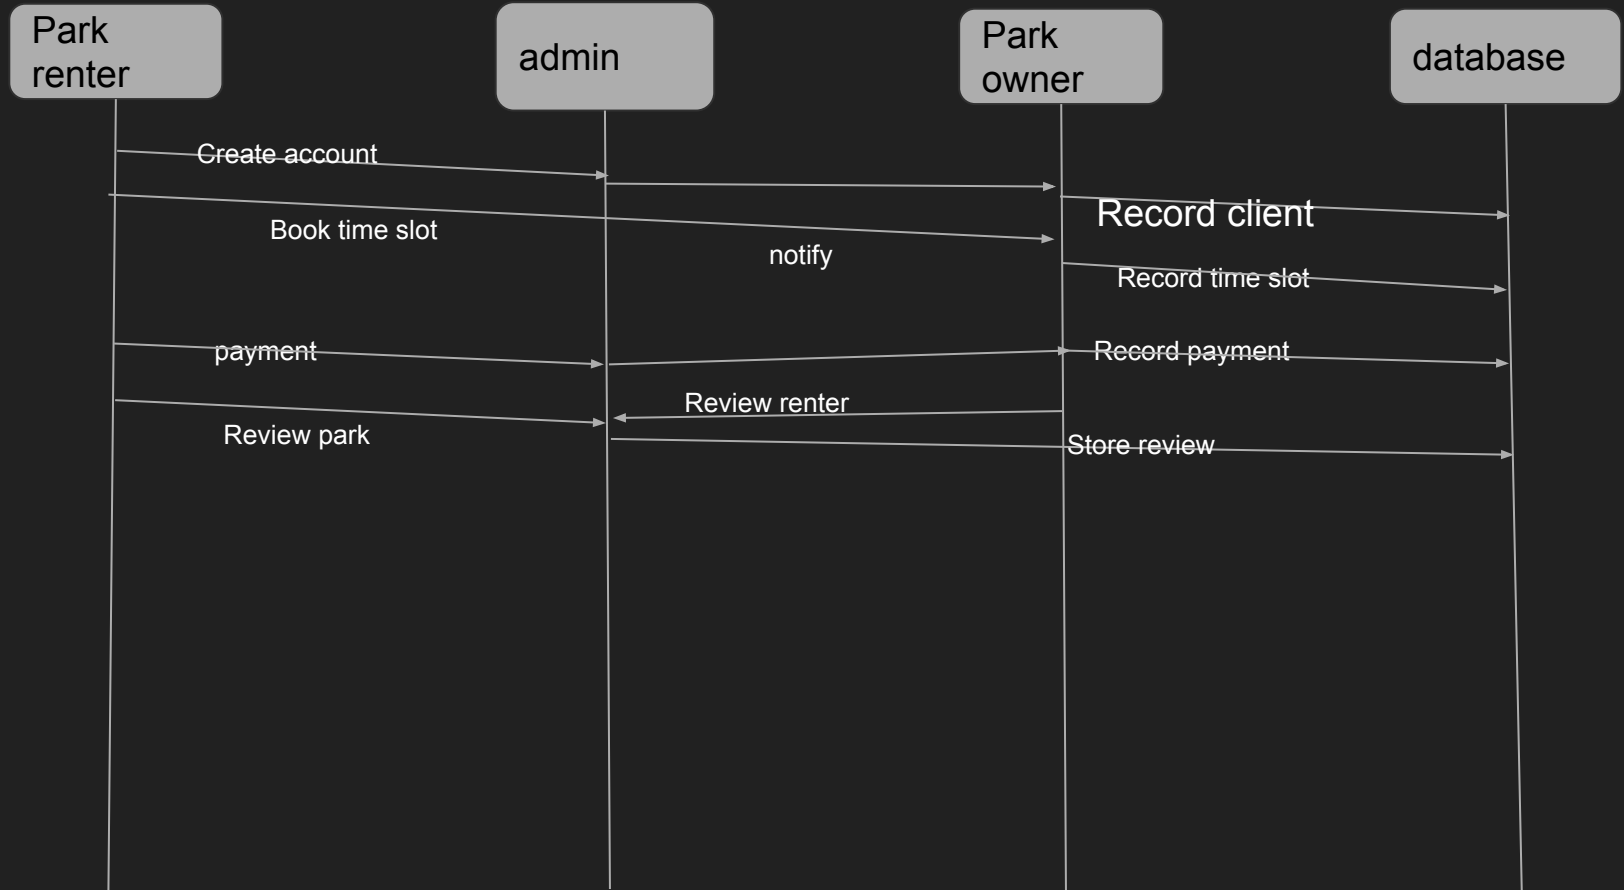 Park
renter
admin
Park
owner
database
Create account
Record client
Book time slot
notify
Record time slot
payment
Record payment
Review renter
Review park
Store review